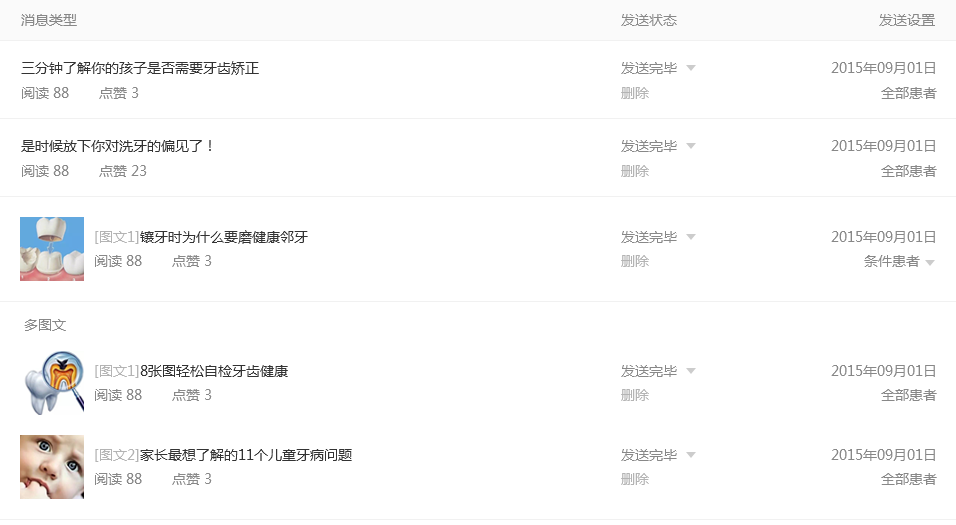 消息类型 发送状态 发送设置
三分钟了解你的孩子是否需要牙齿矫正 发送完毕 2015年09月01日
阅读 88 点赞 3 删除 全部患者
是时候放下你对洗牙的偏见了！ 发送完毕 2015年09月01日
阅读 88 点赞 23 删除 全部患者
[图文1]镶牙时为什么要磨健康邻牙 发送完毕 2015年09月01日
阅读 88 点赞 3 删除 条件患者
多图文
[图文1]8张图轻松自检牙齿健康 发送完毕 2015年09月01日
阅读 88 点赞 3 删除 全部患者
[图文2]家长最想了解的11个儿童牙病问题 发送完毕 2015年09月01日
阅读 88 点赞 3 删除 全部患者